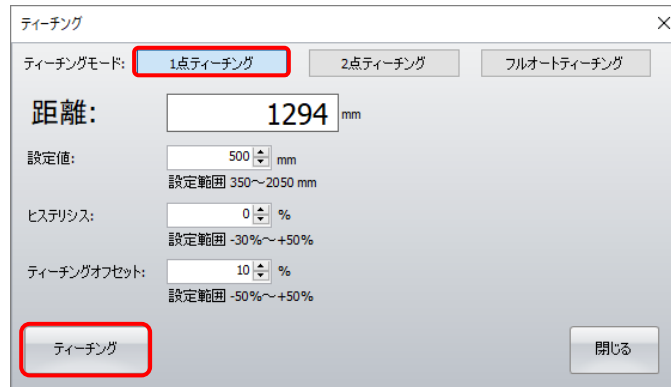 ティーチング
ティーチングモード: 1点ティーチング 2点ティーチング フルオートティーチング
距離: 1294 mm
設定値: 500 mm
設定範囲 350～2050 mm
ヒステリシス: 0 %
設定範囲 -30%～+50%
ティーチングオフセット: 10 %
設定範囲 -50%～+50%
ティーチング 閉じる